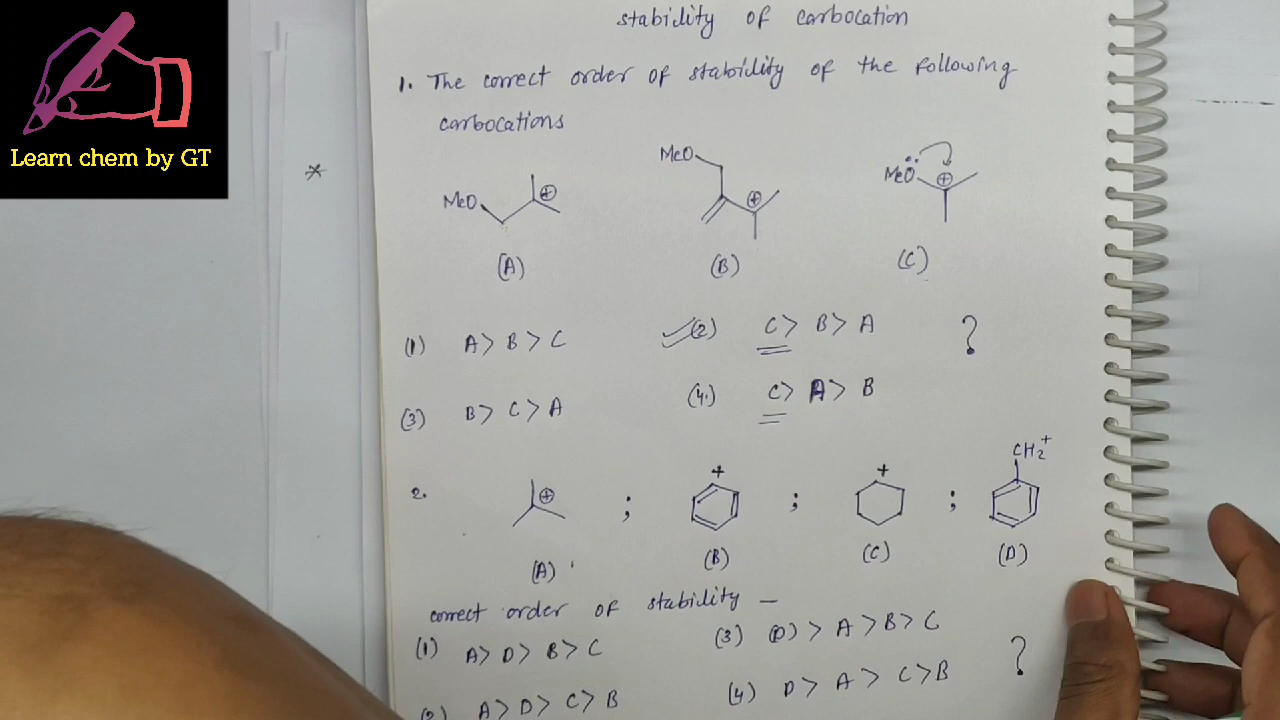 Learn chem by GT
stability of carbocation
1. The correct order of stability of the following
carbocations
MeO ⊕ (A)
MeO ⊕ (B)
MeO ⊕ (C)
(1) A > B > C
(2) C > B > A
?
(3) B > C > A
(4) C > A > B
2. ⊕ (A) ; + (B) ; + (C) ; CH2+ (D)
correct order of stability —
(1) A > D > B > C
(3) (D) > A > B > C
?
(2) A > D > C > B
(4) D > A > C > B